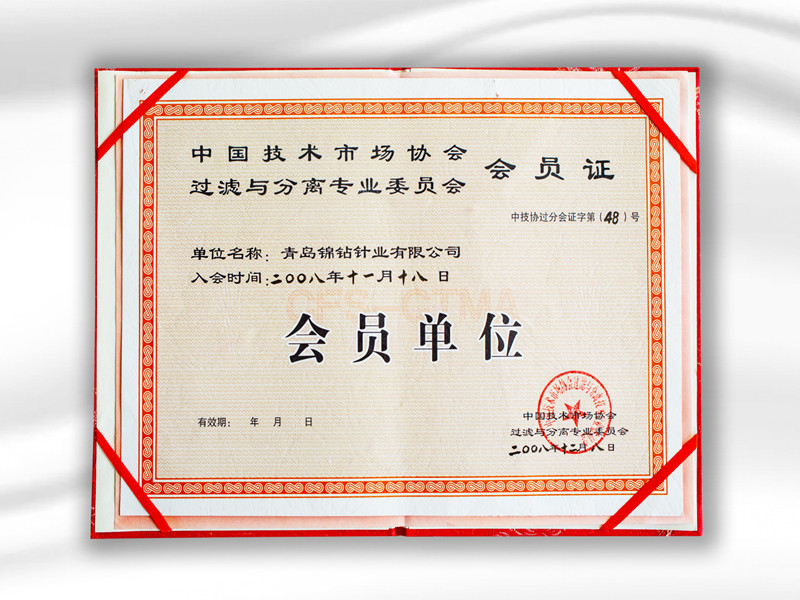 中国技术市场协会
过滤与分离专业委员会 会员证
中技协过分会证字第(48)号
单位名称：青岛锦钻针业有限公司
入会时间：二00八年十一月十八日
CFS-CTMA
会员单位
有效期： 年 月 日
中国技术市场协会
过滤与分离专业委员会
二00八年十二月八日